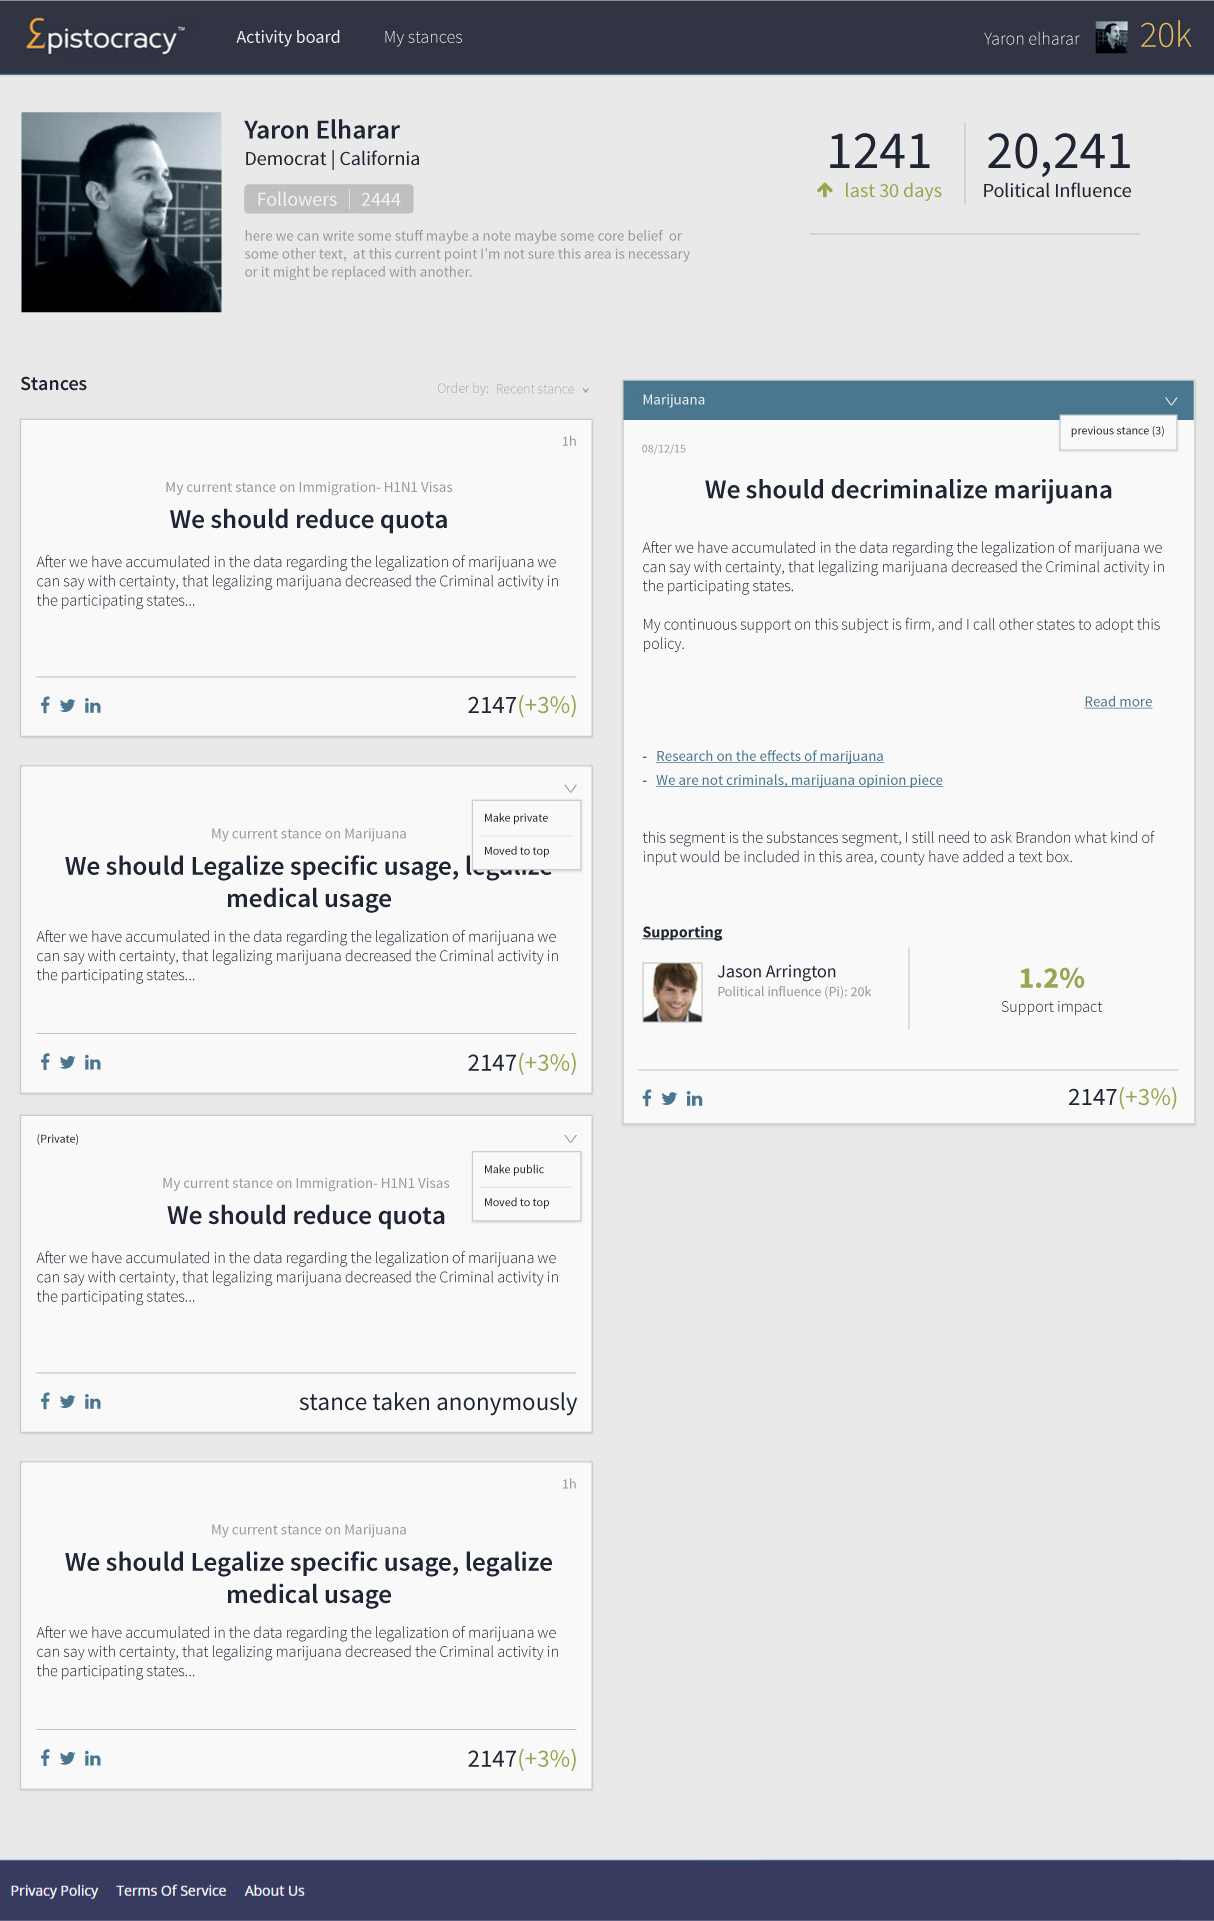 Epistocracy™
Activity board
My stances
Yaron elharar
20k
Yaron Elharar
Democrat | California
Followers | 2444
here we can write some stuff maybe a note maybe some core belief or
some other text, at this current point I'm not sure this area is necessary
or it might be replaced with another.
1241
last 30 days
20,241
Political Influence
Stances
Order by: Recent stance
1h
My current stance on Immigration- H1N1 Visas
We should reduce quota
After we have accumulated in the data regarding the legalization of marijuana we
can say with certainty, that legalizing marijuana decreased the Criminal activity in
the participating states...
2147(+3%)
Make private
Moved to top
My current stance on Marijuana
We should Legalize specific usage, legalize
medical usage
After we have accumulated in the data regarding the legalization of marijuana we
can say with certainty, that legalizing marijuana decreased the Criminal activity in
the participating states...
2147(+3%)
(Private)
Make public
Moved to top
My current stance on Immigration- H1N1 Visas
We should reduce quota
After we have accumulated in the data regarding the legalization of marijuana we
can say with certainty, that legalizing marijuana decreased the Criminal activity in
the participating states...
stance taken anonymously
1h
My current stance on Marijuana
We should Legalize specific usage, legalize
medical usage
After we have accumulated in the data regarding the legalization of marijuana we
can say with certainty, that legalizing marijuana decreased the Criminal activity in
the participating states...
2147(+3%)
Marijuana
previous stance (3)
08/12/15
We should decriminalize marijuana
After we have accumulated in the data regarding the legalization of marijuana we
can say with certainty, that legalizing marijuana decreased the Criminal activity in
the participating states.
My continuous support on this subject is firm, and I call other states to adopt this
policy.
Read more
- Research on the effects of marijuana
- We are not criminals, marijuana opinion piece
this segment is the substances segment, I still need to ask Brandon what kind of
input would be included in this area, county have added a text box.
Supporting
Jason Arrington
Political influence (Pi): 20k
1.2%
Support impact
2147(+3%)
Privacy Policy
Terms Of Service
About Us